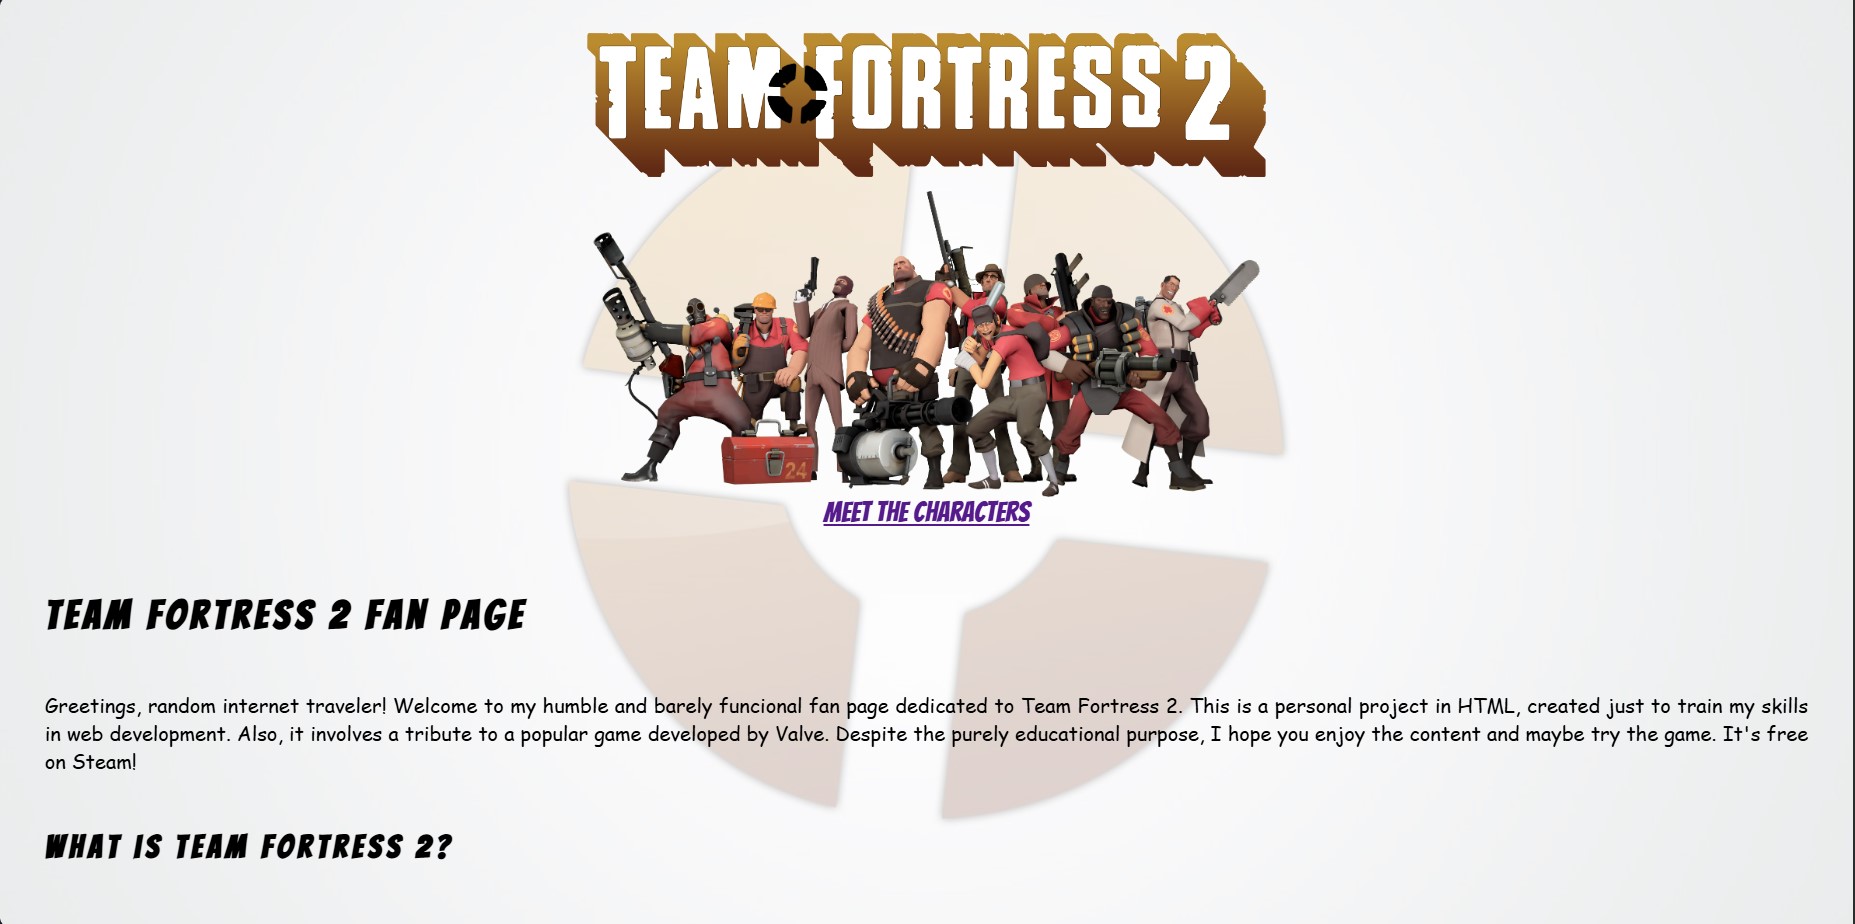 TEAM FORTRESS 2
24
MEET THE CHARACTERS
TEAM FORTRESS 2 FAN PAGE
Greetings, random internet traveler! Welcome to my humble and barely funcional fan page dedicated to Team Fortress 2. This is a personal project in HTML, created just to train my skills
in web development. Also, it involves a tribute to a popular game developed by Valve. Despite the purely educational purpose, I hope you enjoy the content and maybe try the game. It's free
on Steam!
WHAT IS TEAM FORTRESS 2?